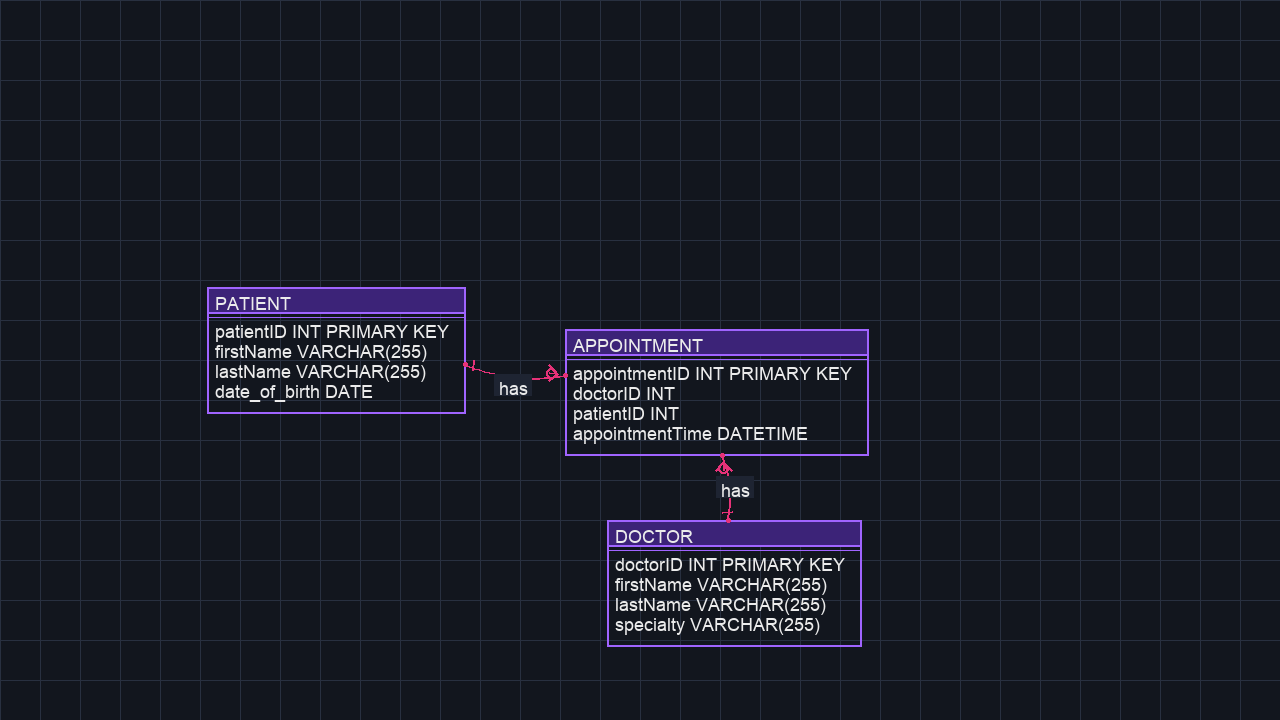 PATIENT
patientID INT PRIMARY KEY
firstName VARCHAR(255)
lastName VARCHAR(255)
date_of_birth DATE
has
APPOINTMENT
appointmentID INT PRIMARY KEY
doctorID INT
patientID INT
appointmentTime DATETIME
has
DOCTOR
doctorID INT PRIMARY KEY
firstName VARCHAR(255)
lastName VARCHAR(255)
specialty VARCHAR(255)